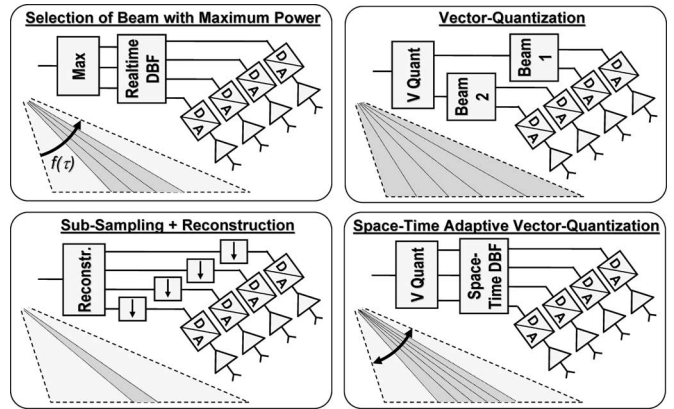 Selection of Beam with Maximum Power
Max
Realtime
DBF
D
A
D
A
D
A
D
A
f(τ)
Vector-Quantization
V Quant
Beam
1
Beam
2
D
A
D
A
D
A
D
A
Sub-Sampling + Reconstruction
Reconstr.
D
A
D
A
D
A
D
A
Space-Time Adaptive Vector-Quantization
V Quant
Space-
Time DBF
D
A
D
A
D
A
D
A